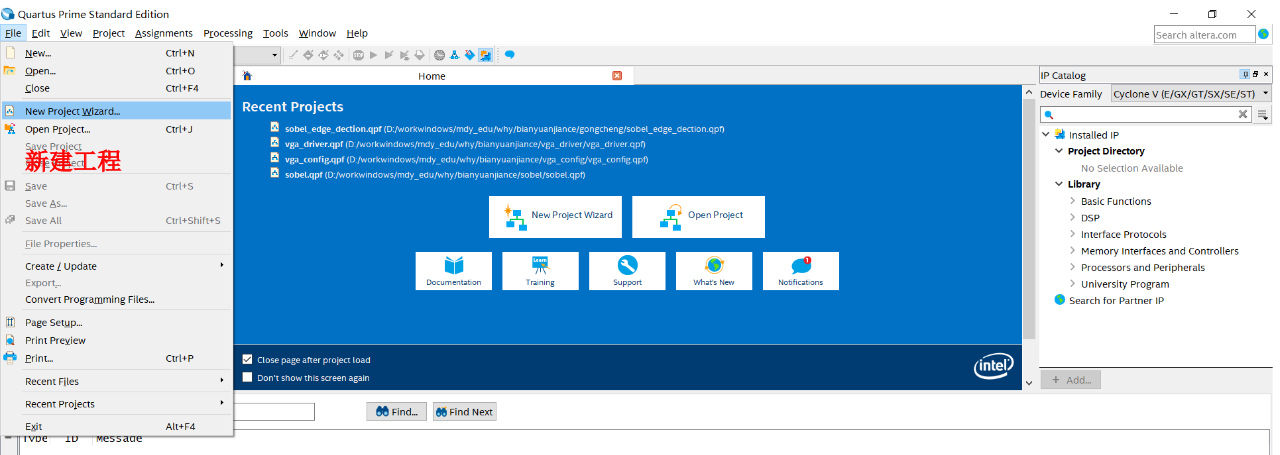 Quartus Prime Standard Edition
File Edit View Project Assignments Processing Tools Window Help
Search altera.com
New... Ctrl+N
Open... Ctrl+O
Close Ctrl+F4
New Project Wizard...
Open Project... Ctrl+J
Save Project
新建工程
Save Ctrl+S
Save As...
Save All Ctrl+Shift+S
File Properties...
Create / Update
Export...
Convert Programming Files...
Page Setup...
Print Preview
Print... Ctrl+P
Recent Files
Recent Projects
Exit Alt+F4
Home
Recent Projects
sobel_edge_dection.qpf (D:/workwindows/mdy_edu/why/bianyuanjiance/gongcheng/sobel_edge_dection.qpf)
vga_driver.qpf (D:/workwindows/mdy_edu/why/bianyuanjiance/vga_driver/vga_driver.qpf)
vga_config.qpf (D:/workwindows/mdy_edu/why/bianyuanjiance/vga_config/vga_config.qpf)
sobel.qpf (D:/workwindows/mdy_edu/why/bianyuanjiance/sobel/sobel.qpf)
New Project Wizard
Open Project
Documentation
Learn
Training
Support
What's New
1
Notifications
Close page after project load
Don't show this screen again
intel
Find... Find Next
Type ID Message
IP Catalog
Device Family Cyclone V (E/GX/GT/SX/SE/ST)
Installed IP
Project Directory
No Selection Available
Library
Basic Functions
DSP
Interface Protocols
Memory Interfaces and Controllers
Processors and Peripherals
University Program
Search for Partner IP
+ Add...